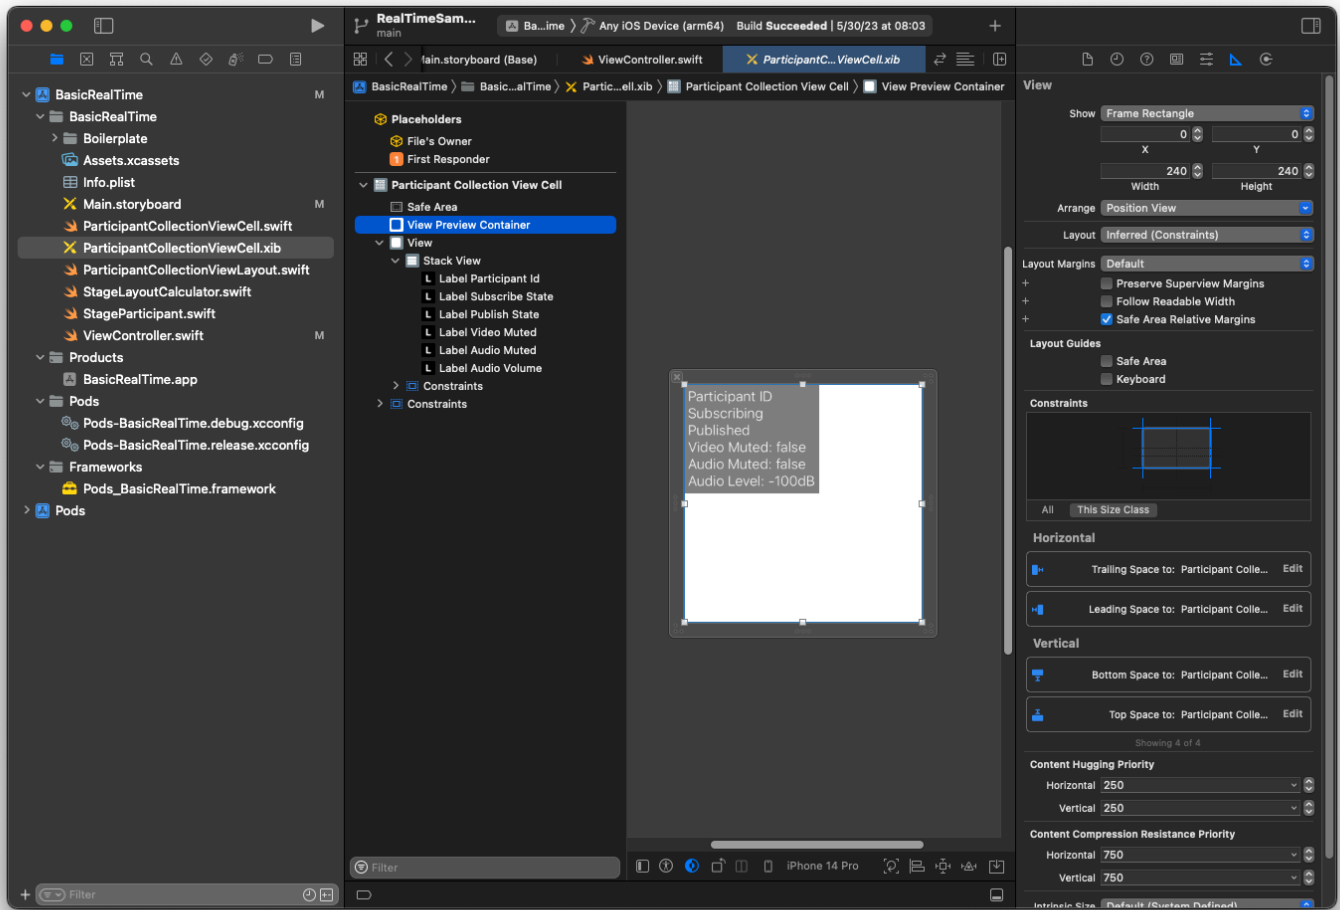 RealTimeSam...
main
Ba...ime 〉 Any iOS Device (arm64) Build Succeeded | 5/30/23 at 08:03
Main.storyboard (Base)
ViewController.swift
ParticipantC...ViewCell.xib
BasicRealTime 〉 Basic...alTime 〉 Partic...ell.xib 〉 Participant Collection View Cell 〉 View Preview Container
BasicRealTime M
BasicRealTime
Boilerplate
Assets.xcassets
Info.plist
Main.storyboard M
ParticipantCollectionViewCell.swift
ParticipantCollectionViewCell.xib
ParticipantCollectionViewLayout.swift
StageLayoutCalculator.swift
StageParticipant.swift
ViewController.swift M
Products
BasicRealTime.app
Pods
Pods-BasicRealTime.debug.xcconfig
Pods-BasicRealTime.release.xcconfig
Frameworks
Pods_BasicRealTime.framework
Pods
Filter
Placeholders
File's Owner
1 First Responder
Participant Collection View Cell
Safe Area
View Preview Container
View
Stack View
L Label Participant Id
L Label Subscribe State
L Label Publish State
L Label Video Muted
L Label Audio Muted
L Label Audio Volume
Constraints
Constraints
Filter
Participant ID
Subscribing
Published
Video Muted: false
Audio Muted: false
Audio Level: -100dB
iPhone 14 Pro
View
Show Frame Rectangle
0 0
X Y
240 240
Width Height
Arrange Position View
Layout Inferred (Constraints)
Layout Margins Default
Preserve Superview Margins
Follow Readable Width
Safe Area Relative Margins
Layout Guides
Safe Area
Keyboard
Constraints
All This Size Class
Horizontal
Trailing Space to: Participant Colle... Edit
Leading Space to: Participant Colle... Edit
Vertical
Bottom Space to: Participant Colle... Edit
Top Space to: Participant Colle... Edit
Showing 4 of 4
Content Hugging Priority
Horizontal 250
Vertical 250
Content Compression Resistance Priority
Horizontal 750
Vertical 750
Intrinsic Size Default (System Defined)